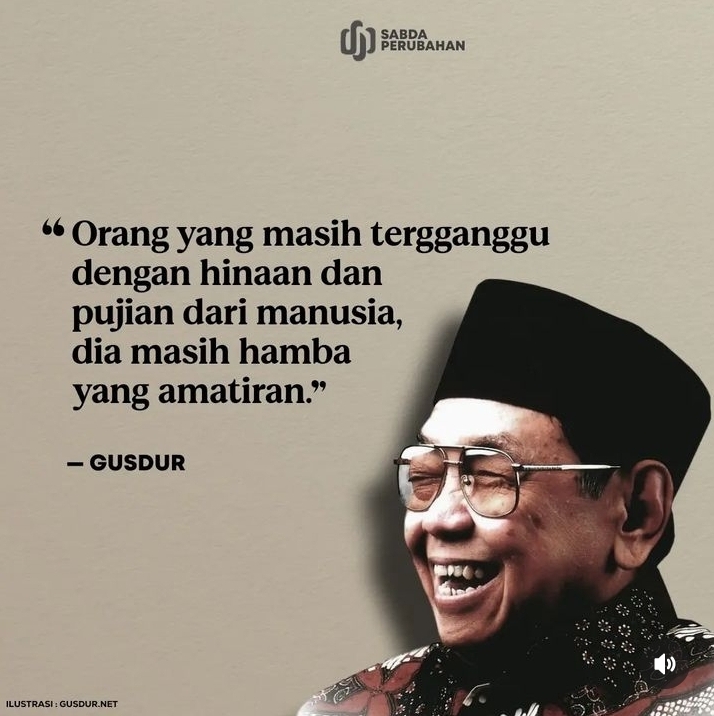 SABDA
PERUBAHAN
“ Orang yang masih tergganggu
dengan hinaan dan
pujian dari manusia,
dia masih hamba
yang amatiran.”
— GUSDUR
ILUSTRASI : GUSDUR.NET